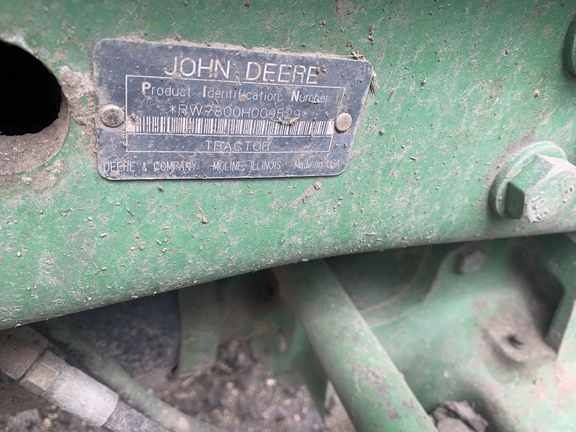 JOHN DEERE
Product Identification Number
*RW7800H009529*
TRACTOR
DEERE & COMPANY MOLINE, ILLINOIS Made in USA